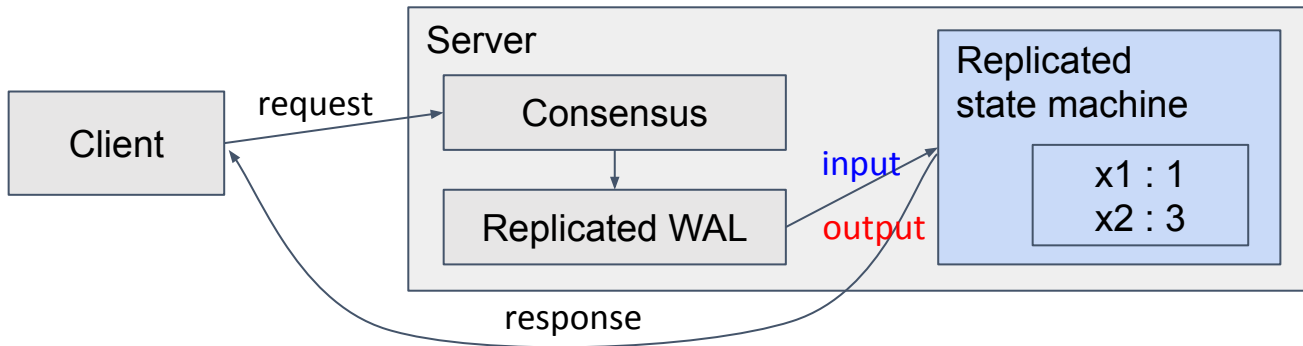 Server
Replicated
state machine
Client
request
Consensus
input
x1 : 1
x2 : 3
Replicated WAL
output
response